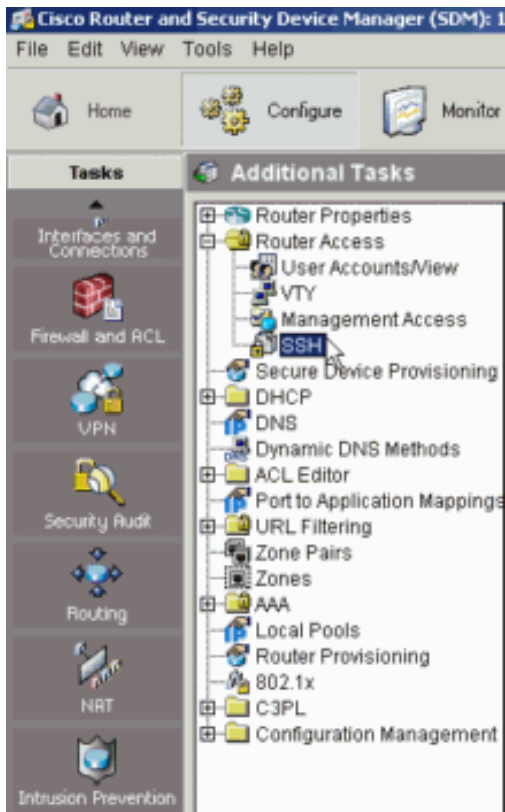 Cisco Router and Security Device Manager (SDM): 1
File Edit View Tools Help
Home Configure Monitor
Tasks
Interfaces and Connections
Firewall and ACL
VPN
Security Audit
Routing
NAT
Intrusion Prevention
Additional Tasks
Router Properties
Router Access
User Accounts/View
VTY
Management Access
SSH
Secure Device Provisioning
DHCP
DNS
Dynamic DNS Methods
ACL Editor
Port to Application Mappings
URL Filtering
Zone Pairs
Zones
AAA
Local Pools
Router Provisioning
802.1x
C3PL
Configuration Management